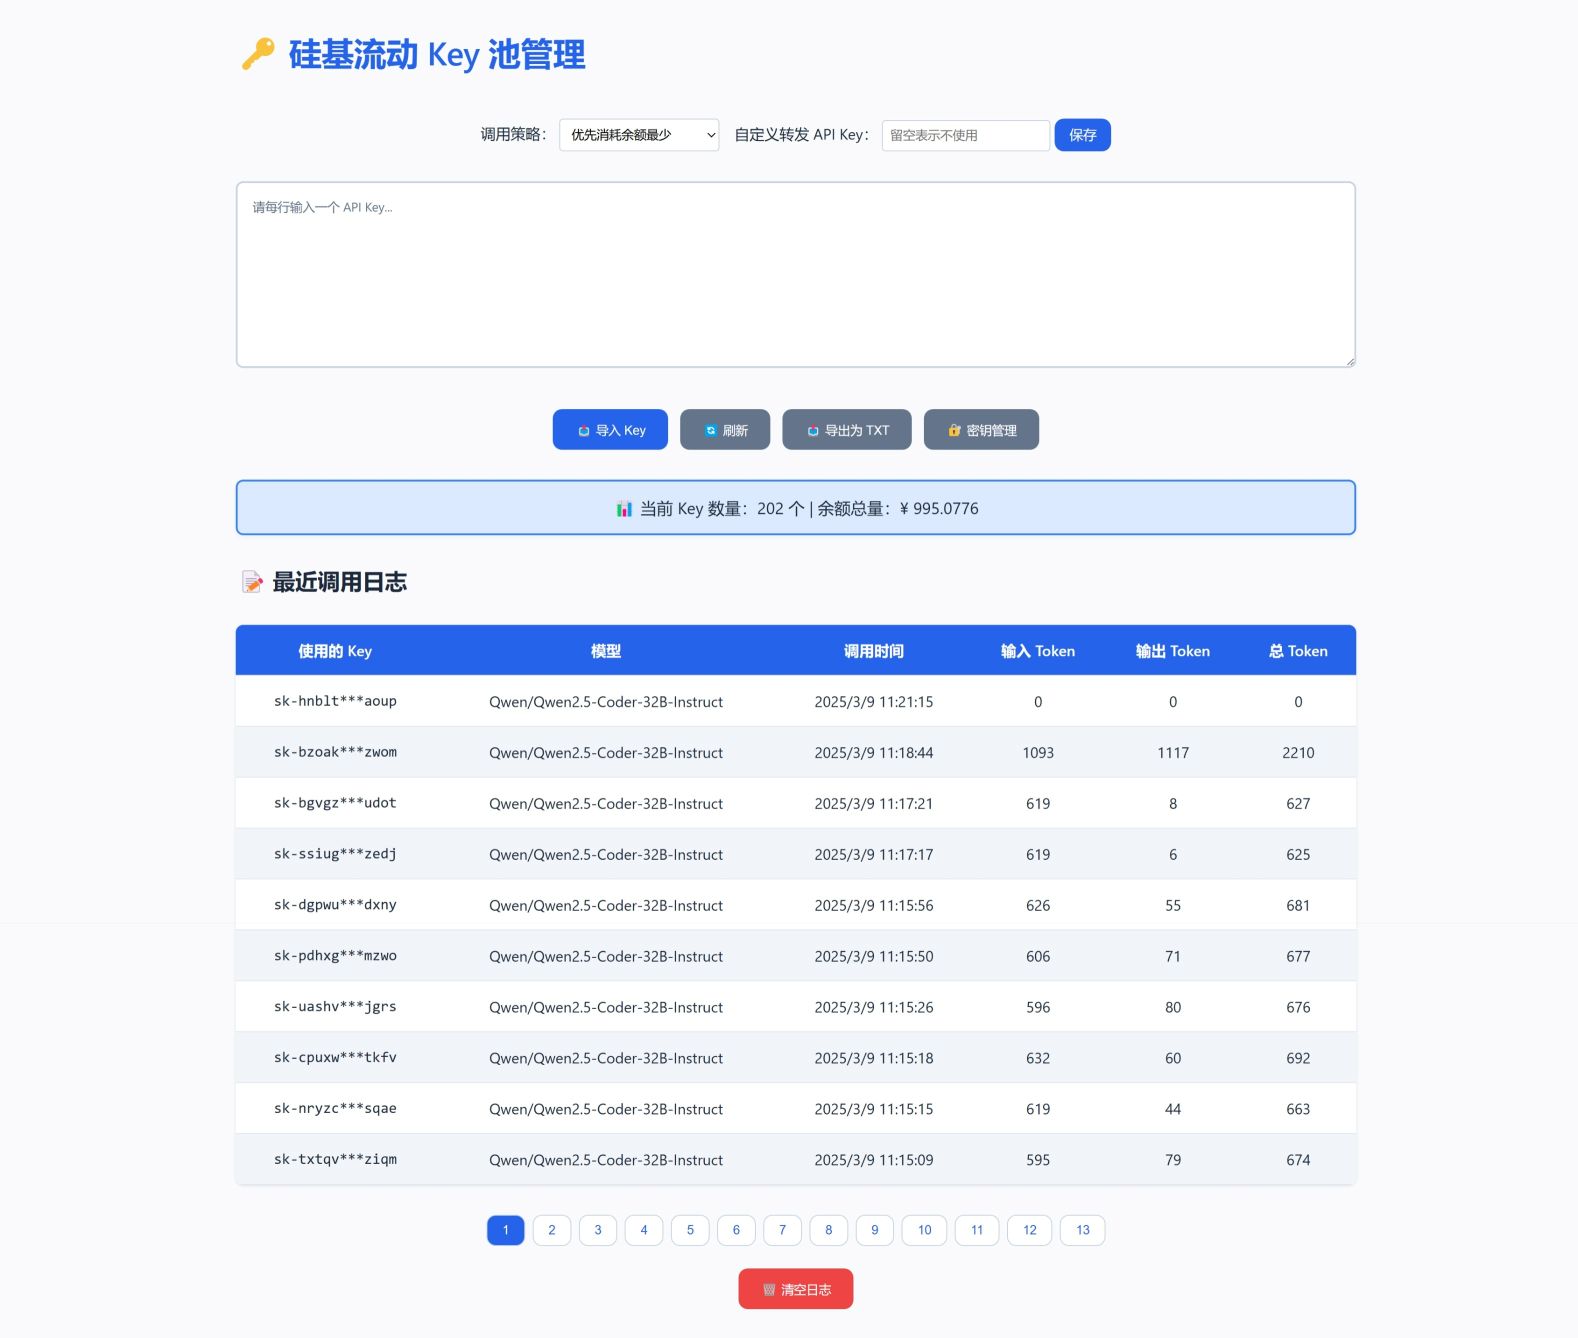 硅基流动 Key 池管理
调用策略： 优先消耗余额最少 自定义转发 API Key： 留空表示不使用 保存
请每行输入一个 API Key...
导入 Key 刷新 导出为 TXT 密钥管理
当前 Key 数量：202 个 | 余额总量：¥ 995.0776
最近调用日志
使用的 Key 模型 调用时间 输入 Token 输出 Token 总 Token
sk-hnblt***aoup Qwen/Qwen2.5-Coder-32B-Instruct 2025/3/9 11:21:15 0 0 0
sk-bzoak***zwom Qwen/Qwen2.5-Coder-32B-Instruct 2025/3/9 11:18:44 1093 1117 2210
sk-bgvgz***udot Qwen/Qwen2.5-Coder-32B-Instruct 2025/3/9 11:17:21 619 8 627
sk-ssiug***zedj Qwen/Qwen2.5-Coder-32B-Instruct 2025/3/9 11:17:17 619 6 625
sk-dgpwu***dxny Qwen/Qwen2.5-Coder-32B-Instruct 2025/3/9 11:15:56 626 55 681
sk-pdhxg***mzwo Qwen/Qwen2.5-Coder-32B-Instruct 2025/3/9 11:15:50 606 71 677
sk-uashv***jgrs Qwen/Qwen2.5-Coder-32B-Instruct 2025/3/9 11:15:26 596 80 676
sk-cpuxw***tkfv Qwen/Qwen2.5-Coder-32B-Instruct 2025/3/9 11:15:18 632 60 692
sk-nryzc***sqae Qwen/Qwen2.5-Coder-32B-Instruct 2025/3/9 11:15:15 619 44 663
sk-txtqv***ziqm Qwen/Qwen2.5-Coder-32B-Instruct 2025/3/9 11:15:09 595 79 674
1 2 3 4 5 6 7 8 9 10 11 12 13
清空日志